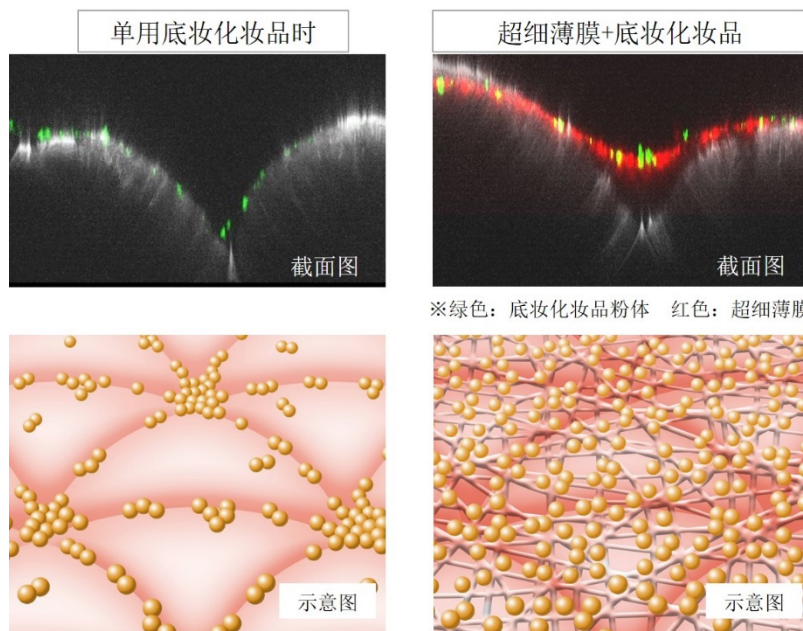 单用底妆化妆品时
超细薄膜+底妆化妆品
截面图
截面图
※绿色：底妆化妆品粉体 红色：超细薄膜
示意图
示意图